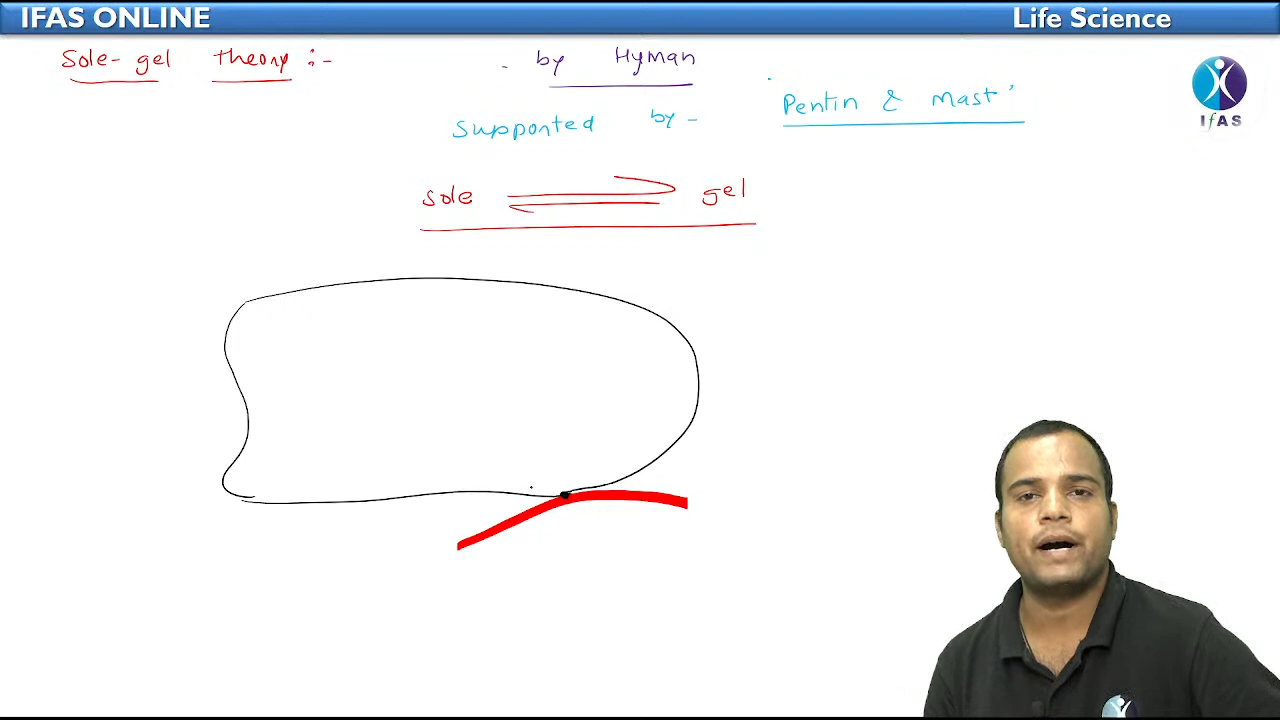 IFAS ONLINE
Life Science
Sole-gel theory :-
by Hyman
Supported by - Pentin & Mast'
IfAS
sole ⇌ gel